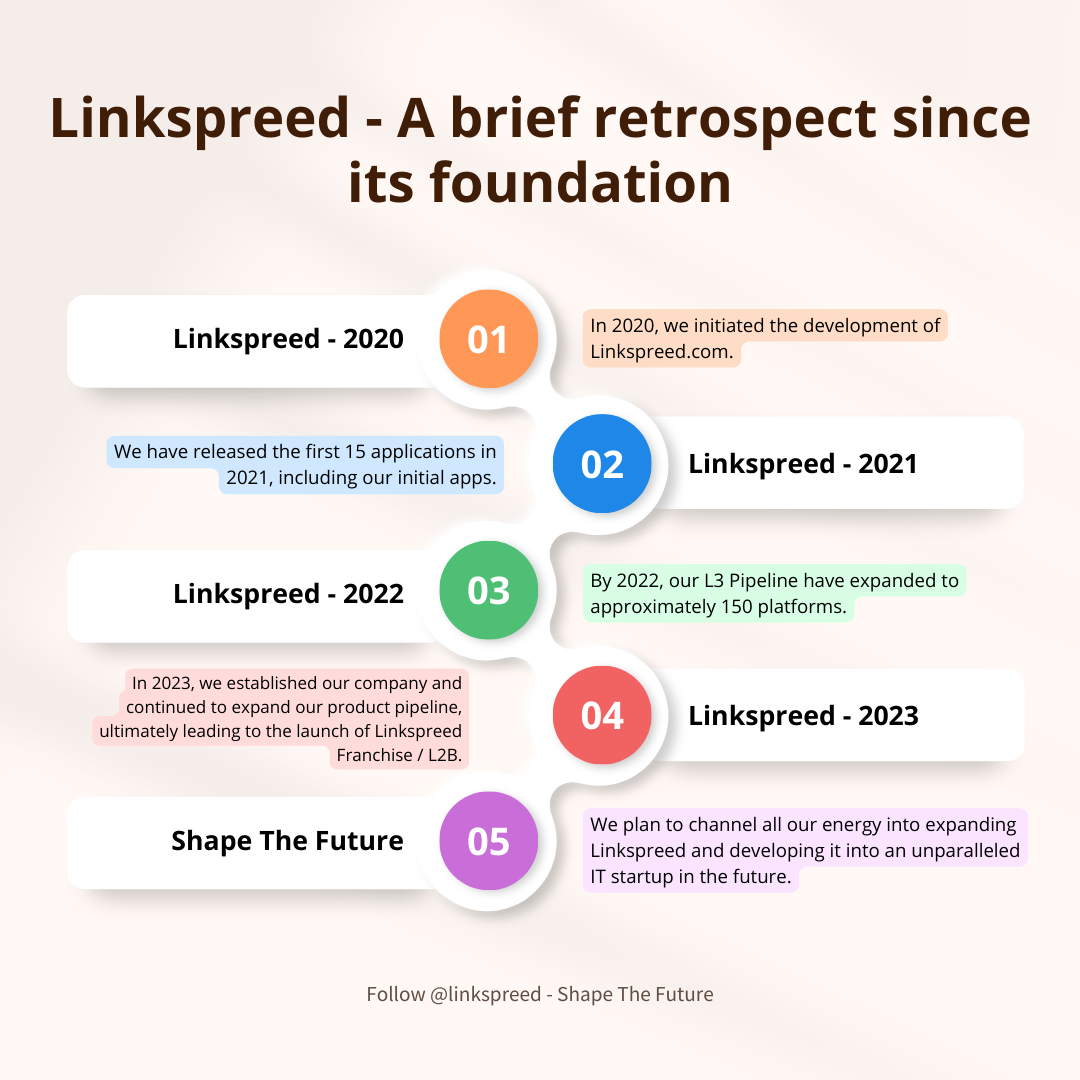 Linkspreed - A brief retrospect since
its foundation
Linkspreed - 2020
01
In 2020, we initiated the development of
Linkspreed.com.
We have released the first 15 applications in
2021, including our initial apps.
02
Linkspreed - 2021
Linkspreed - 2022
03
By 2022, our L3 Pipeline have expanded to
approximately 150 platforms.
In 2023, we established our company and
continued to expand our product pipeline,
ultimately leading to the launch of Linkspreed
Franchise / L2B.
04
Linkspreed - 2023
Shape The Future
05
We plan to channel all our energy into expanding
Linkspreed and developing it into an unparalleled
IT startup in the future.
Follow @linkspreed - Shape The Future